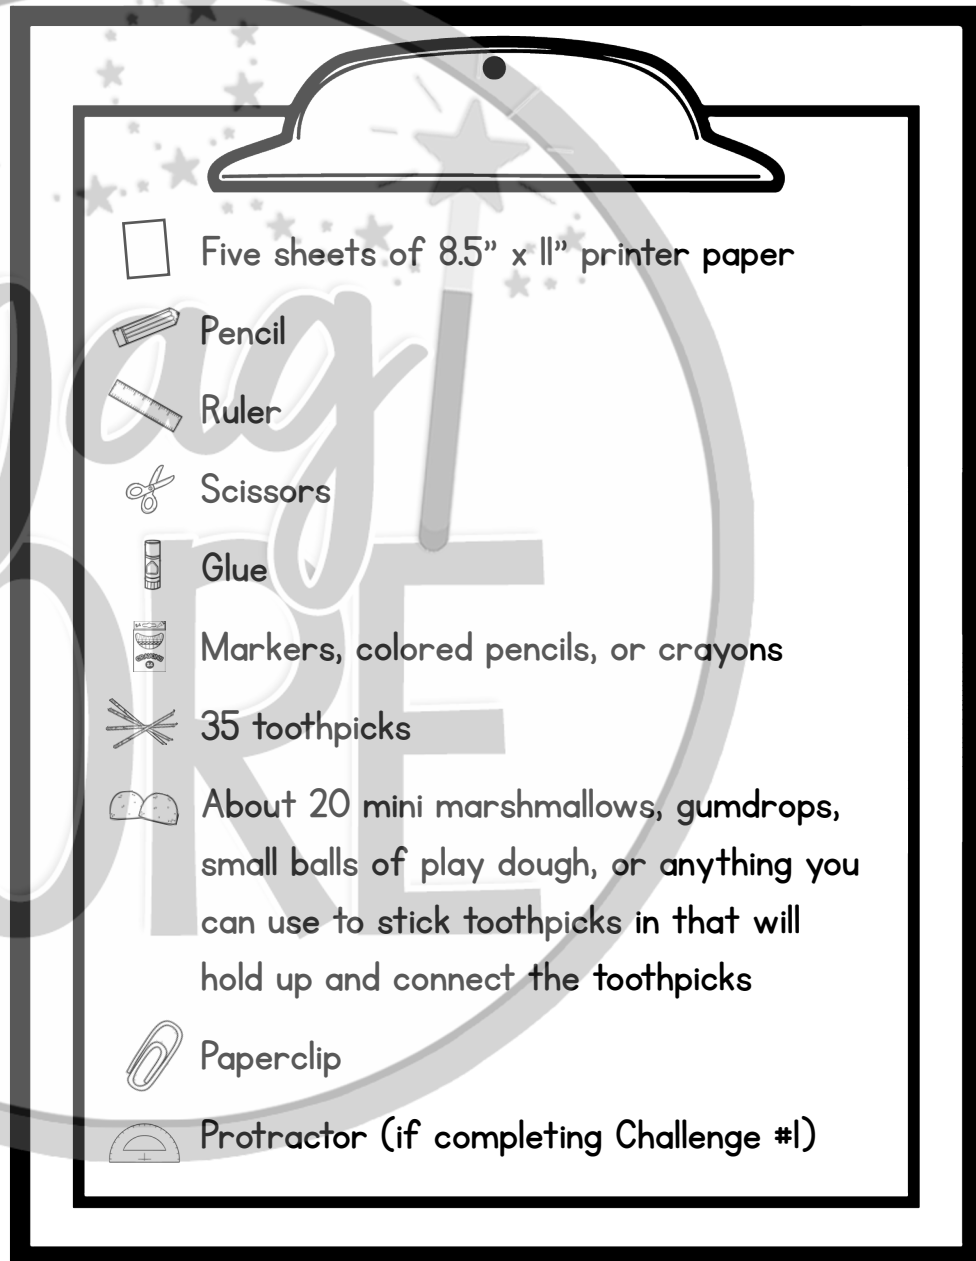 Five sheets of 8.5” x 11” printer paper
Pencil
Ruler
Scissors
Glue
Markers, colored pencils, or crayons
35 toothpicks
About 20 mini marshmallows, gumdrops,
small balls of play dough, or anything you
can use to stick toothpicks in that will
hold up and connect the toothpicks
Paperclip
Protractor (if completing Challenge #1)